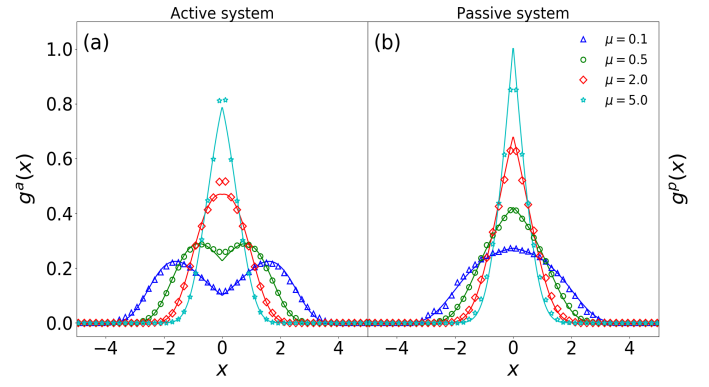 Active system
Passive system
(a)
(b)
μ = 0.1
μ = 0.5
μ = 2.0
μ = 5.0
1.0
0.8
0.6
0.4
0.2
0.0
gᵃ(x)
gᵖ(x)
−4 −2 0 2 4
−4 −2 0 2 4
x
x